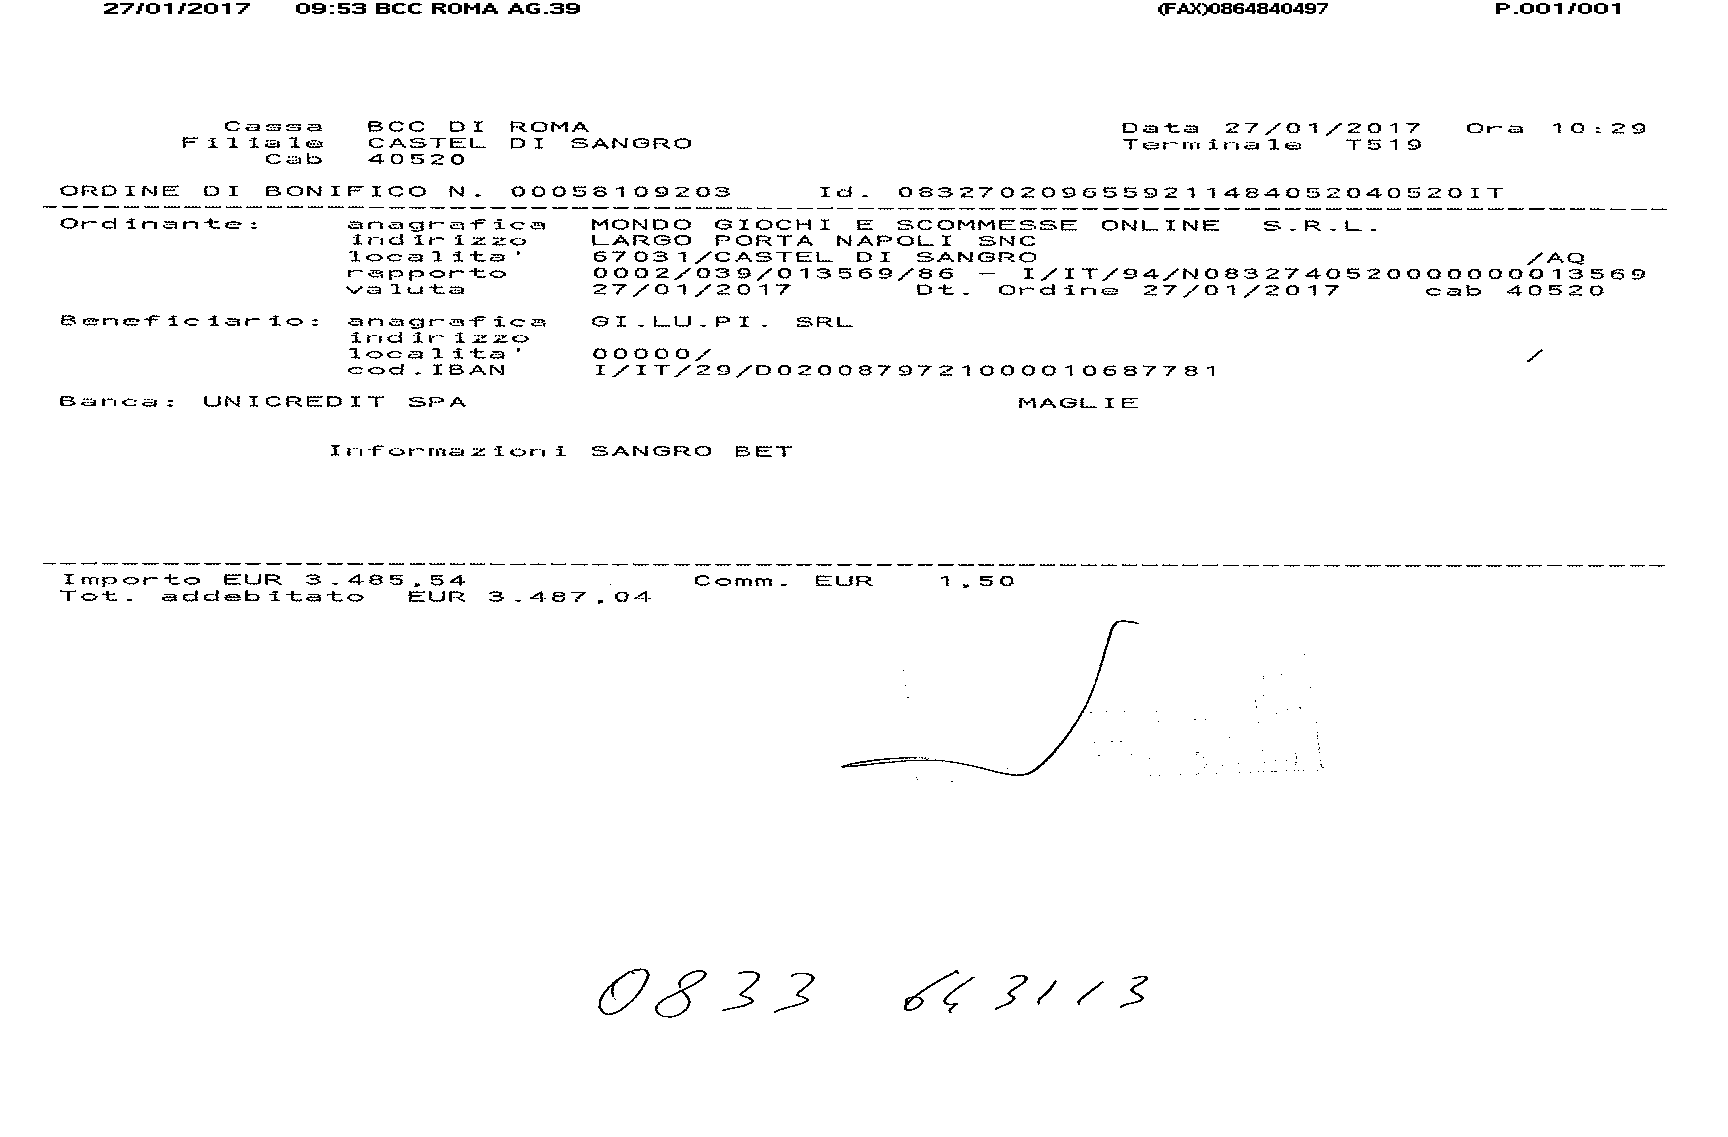 27/01/2017 09:53 BCC ROMA AG.39 (FAX)0864840497 P.001/001
Cassa BCC DI ROMA Data 27/01/2017 Ora 10:29
Filiale CASTEL DI SANGRO Terminale T519
Cab 40520
ORDINE DI BONIFICO N. 00058109203 Id. 0832702096559211484052040520IT
Ordinante: anagrafica MONDO GIOCHI E SCOMMESSE ONLINE S.R.L.
indirizzo LARGO PORTA NAPOLI SNC
localita' 67031/CASTEL DI SANGRO /AQ
rapporto 0002/039/013569/86 - I/IT/94/N0832740520000000013569
valuta 27/01/2017 Dt. Ordine 27/01/2017 cab 40520
Beneficiario: anagrafica GI.LU.PI. SRL
indirizzo
localita' 00000/ /
cod.IBAN I/IT/29/D0200879721000010687781
Banca: UNICREDIT SPA MAGLIE
Informazioni SANGRO BET
Importo EUR 3.485,54 Comm. EUR 1,50
Tot. addebitato EUR 3.487,04
0833 643113